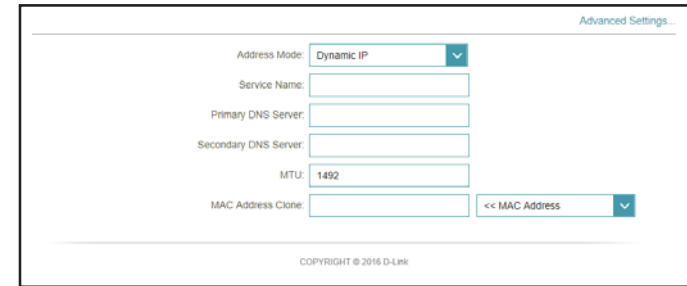 Advanced Settings...
Address Mode: Dynamic IP
Service Name:
Primary DNS Server:
Secondary DNS Server:
MTU: 1492
MAC Address Clone: << MAC Address
COPYRIGHT © 2016 D-Link